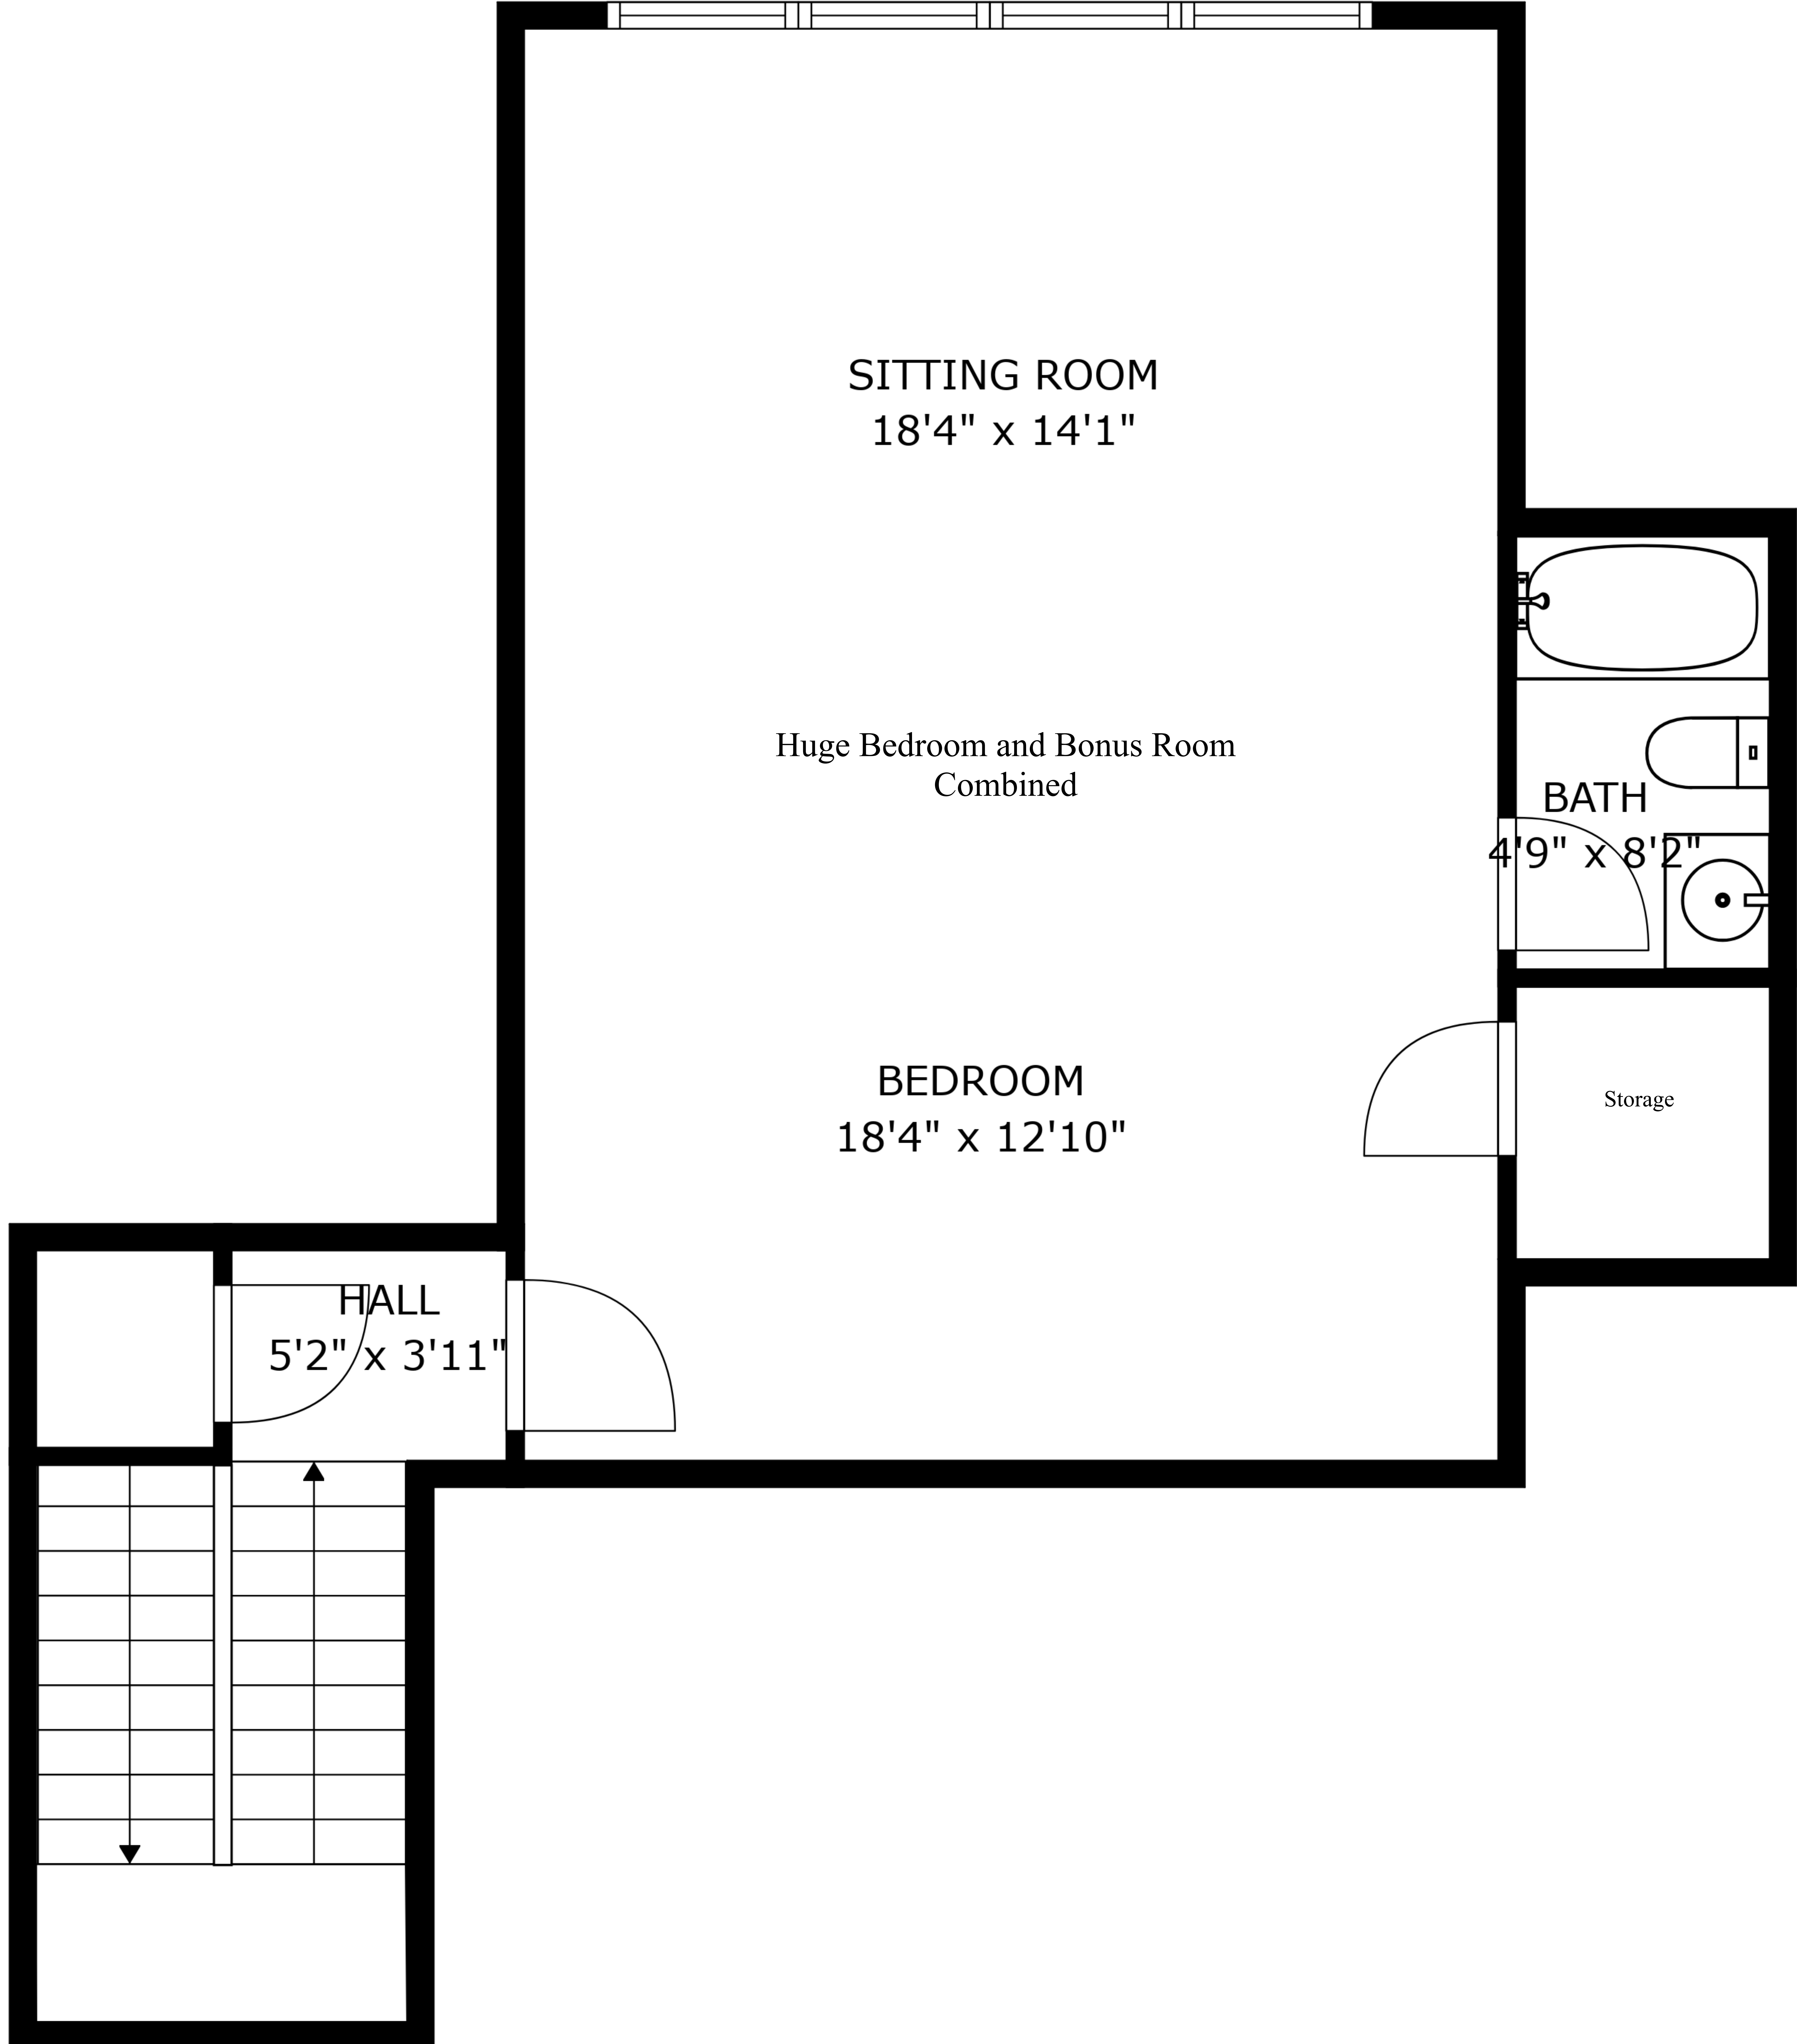 SITTING ROOM
18'4" x 14'1"
Huge Bedroom and Bonus Room
Combined
BATH
4'9" x 8'2"
BEDROOM
18'4" x 12'10"
Storage
HALL
5'2" x 3'11"